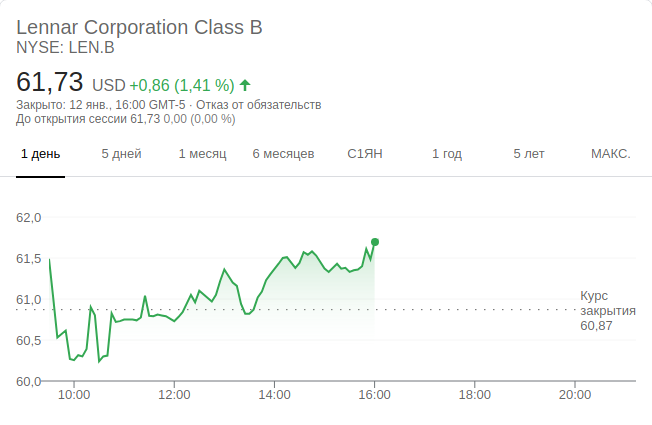 Lennar Corporation Class B
NYSE: LEN.B
61,73 USD +0,86 (1,41 %)
Закрыто: 12 янв., 16:00 GMT-5 · Отказ от обязательств
До открытия сессии 61,73 0,00 (0,00 %)
1 день 5 дней 1 месяц 6 месяцев С1ЯН 1 год 5 лет МАКС.
62,0
61,5
61,0
60,5
60,0
Курс
закрытия
60,87
10:00 12:00 14:00 16:00 18:00 20:00